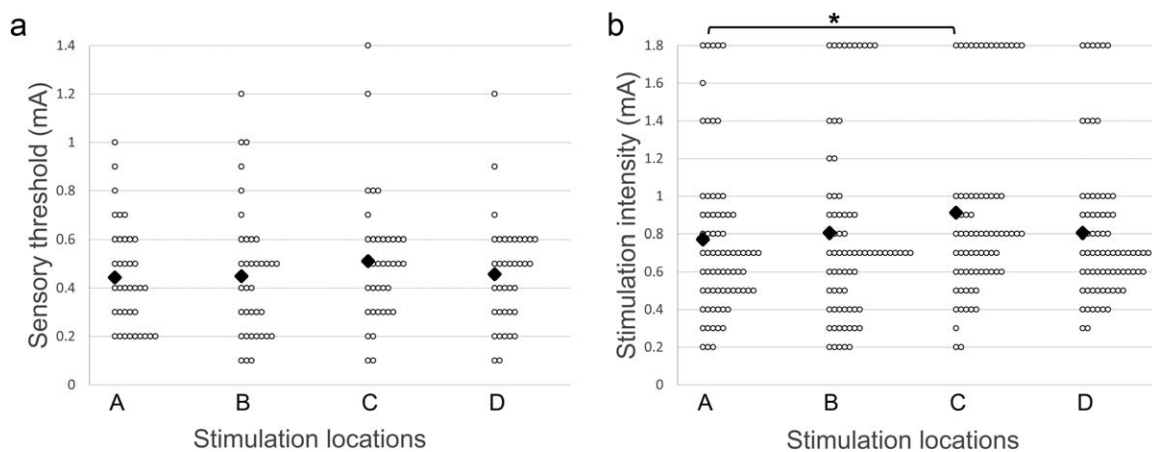 a
Sensory threshold (mA)
1.4
1.2
1
0.8
0.6
0.4
0.2
0
A B C D
Stimulation locations
b
*
Stimulation intensity (mA)
1.8
1.6
1.4
1.2
1
0.8
0.6
0.4
0.2
0
A B C D
Stimulation locations